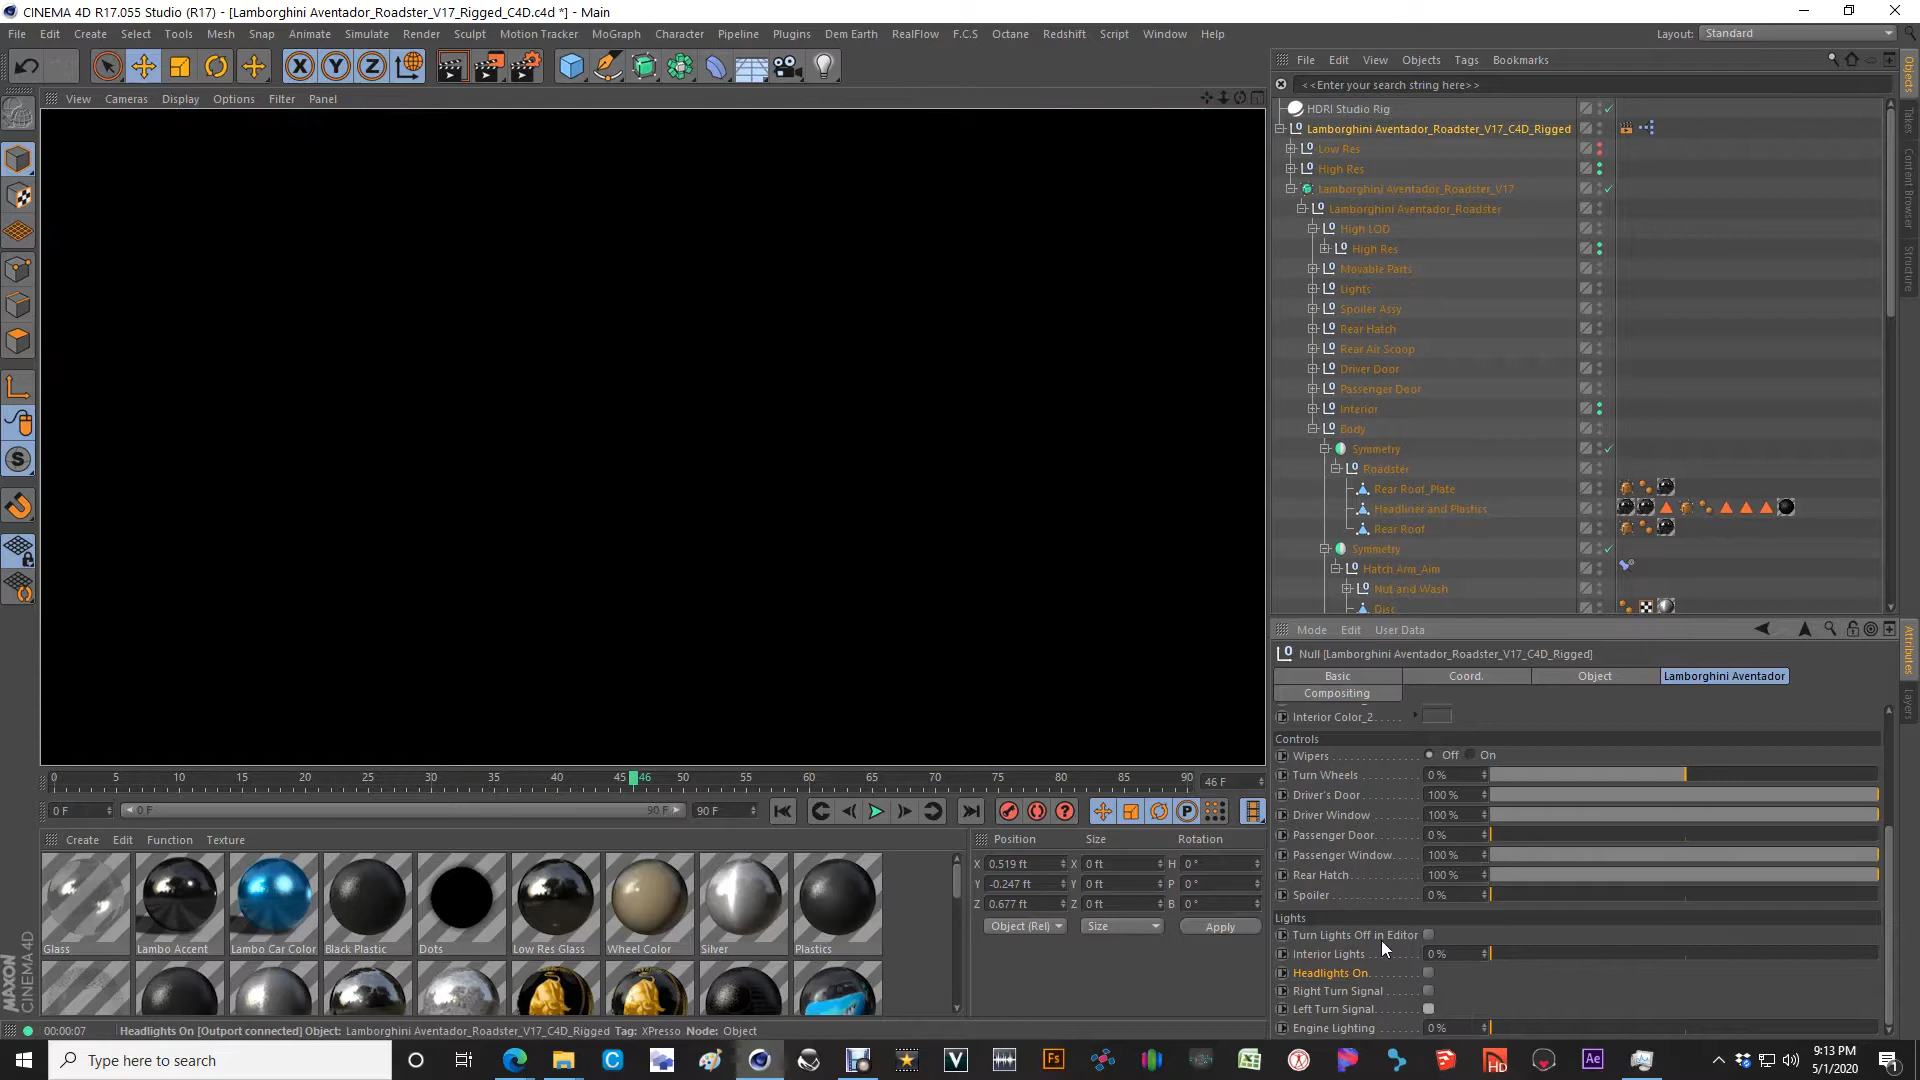 CINEMA 4D R17.055 Studio (R17) - [Lamborghini Aventador_Roadster_V17_Rigged_C4D.c4d *] - Main
File Edit Create Select Tools Mesh Snap Animate Simulate Render Sculpt Motion Tracker MoGraph Character Pipeline Plugins Dem Earth RealFlow F.C.S Octane Redshift Script Window Help Layout: Standard
File Edit View Objects Tags Bookmarks
<<Enter your search string here>>
View Cameras Display Options Filter Panel
HDRI Studio Rig
Lamborghini Aventador_Roadster_V17_C4D_Rigged
Low Res
High Res
Lamborghini Aventador_Roadster_V17
Lamborghini Aventador_Roadster
High LOD
High Res
Movable Parts
Lights
Spoiler Assy
Rear Hatch
Rear Air Scoop
Driver Door
Passenger Door
Interior
Body
Symmetry
Roadster
Rear Roof_Plate
Headliner and Plastics
Rear Roof
Symmetry
Hatch Arm_Aim
Nut and Wash
Disc
Objects
Takes
Content Browser
Structure
Mode Edit User Data
Null [Lamborghini Aventador_Roadster_V17_C4D_Rigged]
Basic Coord. Object Lamborghini Aventador
Compositing
Interior Color_2
Controls
Wipers Off On
Turn Wheels 0 %
Driver's Door 100 %
Driver Window 100 %
Passenger Door 0 %
Passenger Window 100 %
Rear Hatch 100 %
Spoiler 0 %
Lights
Turn Lights Off in Editor
Interior Lights 0 %
Headlights On
Right Turn Signal
Left Turn Signal
Engine Lighting 0 %
Attributes
Layers
0 5 10 15 20 25 30 35 40 45 46 50 55 60 65 70 75 80 85 90 46 F
0 F 0 F 90 F 90 F
Create Edit Function Texture
Glass Lambo Accent Lambo Car Color Black Plastic Dots Low Res Glass Wheel Color Silver Plastics
Position Size Rotation
X 0.519 ft X 0 ft H 0 °
Y -0.247 ft Y 0 ft P 0 °
Z 0.677 ft Z 0 ft B 0 °
Object (Rel) Size Apply
MAXON
CINEMA 4D
00:00:07 Headlights On [Outport connected] Object: Lamborghini Aventador_Roadster_V17_C4D_Rigged Tag: XPresso Node: Object
Type here to search
9:13 PM
5/1/2020